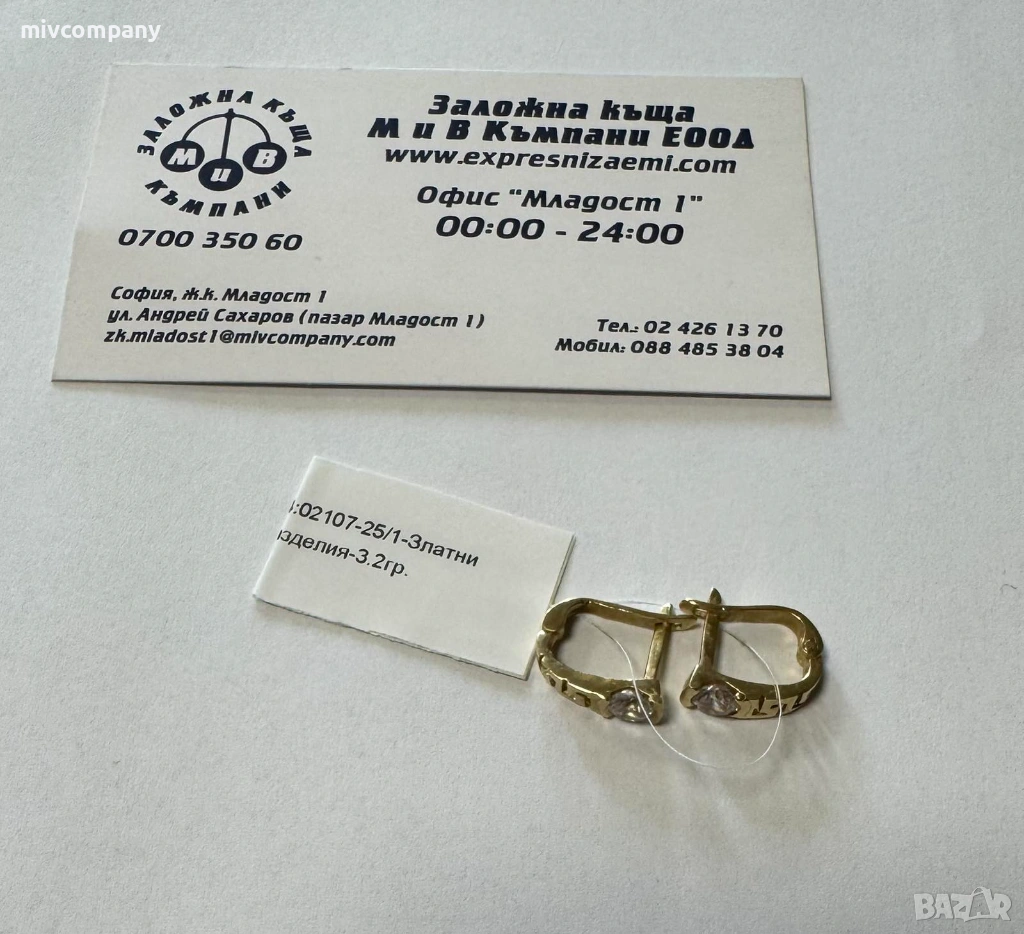 mivcompany
ЗАЛОЖНА КЪЩА
М и В
КЪМПАНИ
0700 350 60
Заложна къща
М и В Къмпани ЕООД
www.expresnizaemi.com
Офис "Младост 1"
00:00 - 24:00
София, ж.к. Младост 1
ул. Андрей Сахаров (пазар Младост 1)
zk.mladost1@mivcompany.com
Тел.: 02 426 13 70
Мобил: 088 485 38 04
:02107-25/1-Златни
зделия-3.2гр.
BAZAR